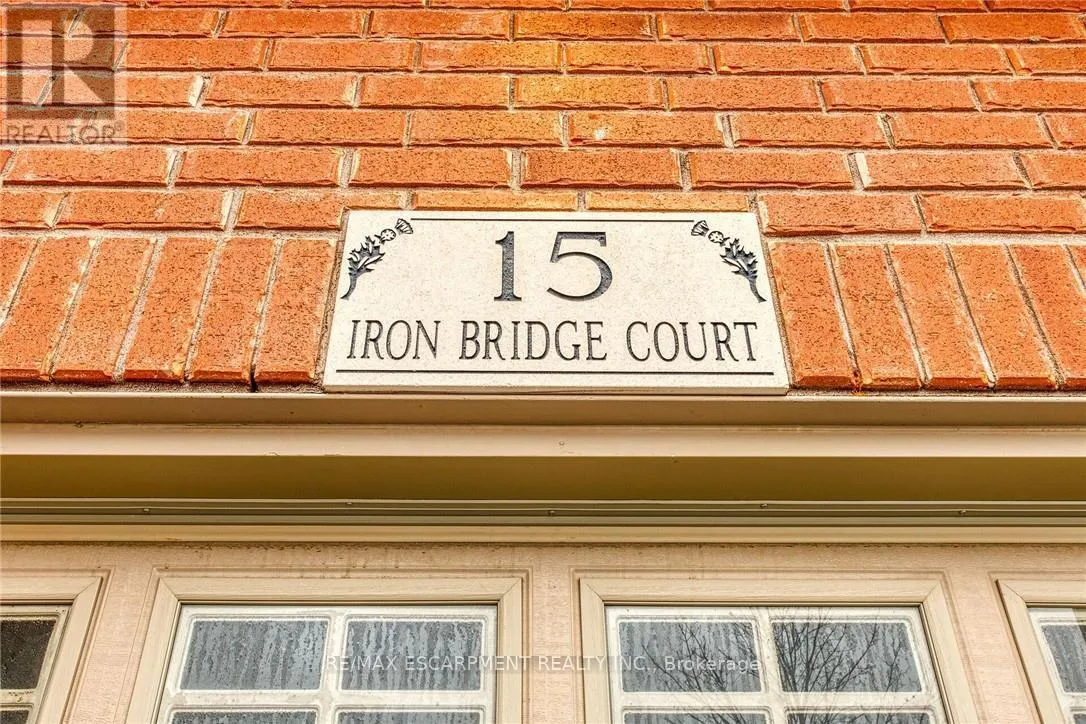 R
REALTOR
15
IRON BRIDGE COURT
RE/MAX ESCARPMENT REALTY INC., Brokerage